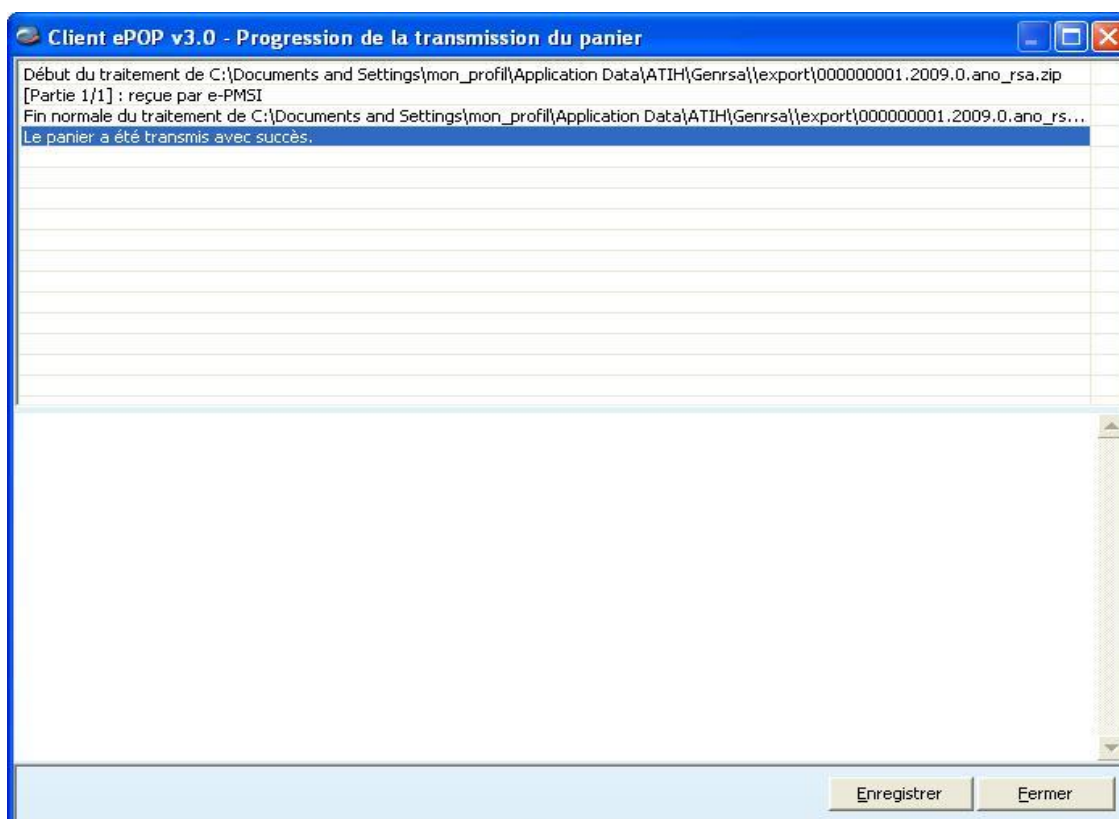 Client ePOP v3.0 - Progression de la transmission du panier
Début du traitement de C:\Documents and Settings\mon_profil\Application Data\ATIH\Genrsa\\export\000000001.2009.0.ano_rsa.zip
[Partie 1/1] : reçue par e-PMSI
Fin normale du traitement de C:\Documents and Settings\mon_profil\Application Data\ATIH\Genrsa\\export\000000001.2009.0.ano_rs...
Le panier a été transmis avec succès.
Enregistrer Fermer